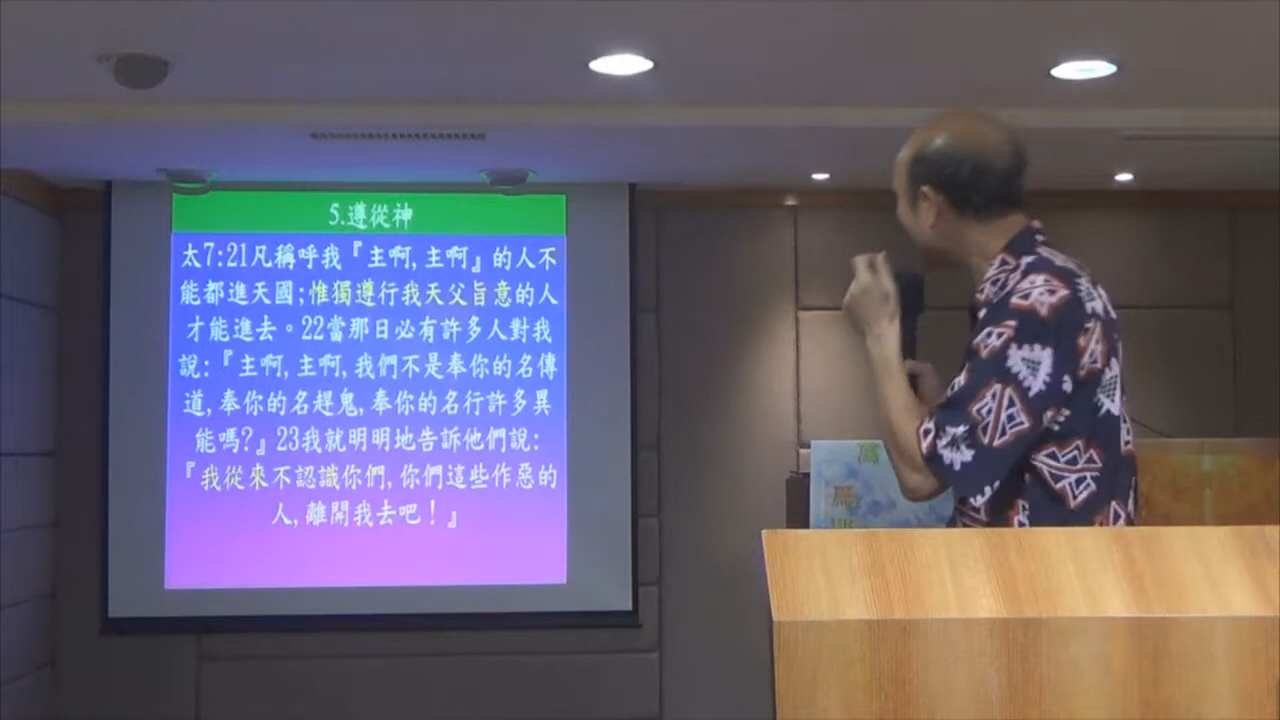 5.遵從神
太7:21凡稱呼我『主啊,主啊』的人不
能都進天國;惟獨遵行我天父旨意的人
才能進去。22當那日必有許多人對我
說:『主啊,主啊,我們不是奉你的名傳
道,奉你的名趕鬼,奉你的名行許多異
能嗎?』23我就明明地告訴他們說:
『我從來不認識你們,你們這些作惡的
人,離開我去吧！』
萬